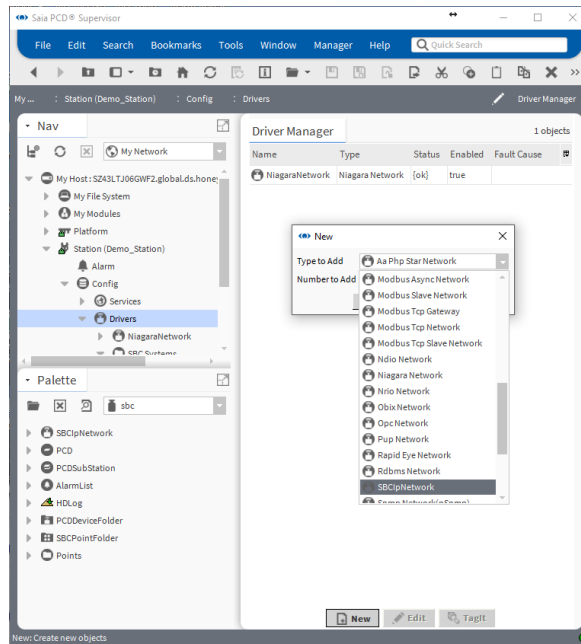 Saia PCD® Supervisor
File Edit Search Bookmarks Tools Window Manager Help Quick Search
My ... : Station (Demo_Station) : Config : Drivers Driver Manager
Nav
My Network
My Host : SZ43LTJ06GWF2.global.ds.hone
My File System
My Modules
Platform
Station (Demo_Station)
Alarm
Config
Services
Drivers
NiagaraNetwork
SBC Systems
Palette
sbc
SBCIpNetwork
PCD
PCDSubStation
AlarmList
HDLog
PCDDeviceFolder
SBCPointFolder
Points
Driver Manager 1 objects
Name Type Status Enabled Fault Cause
NiagaraNetwork Niagara Network {ok} true
New
Type to Add Aa Php Star Network
Number to Add
Modbus Async Network
Modbus Slave Network
Modbus Tcp Gateway
Modbus Tcp Network
Modbus Tcp Slave Network
Ndio Network
Niagara Network
Nrio Network
Obix Network
Opc Network
Pup Network
Rapid Eye Network
Rdbms Network
SBCIpNetwork
New Edit TagIt
New: Create new objects